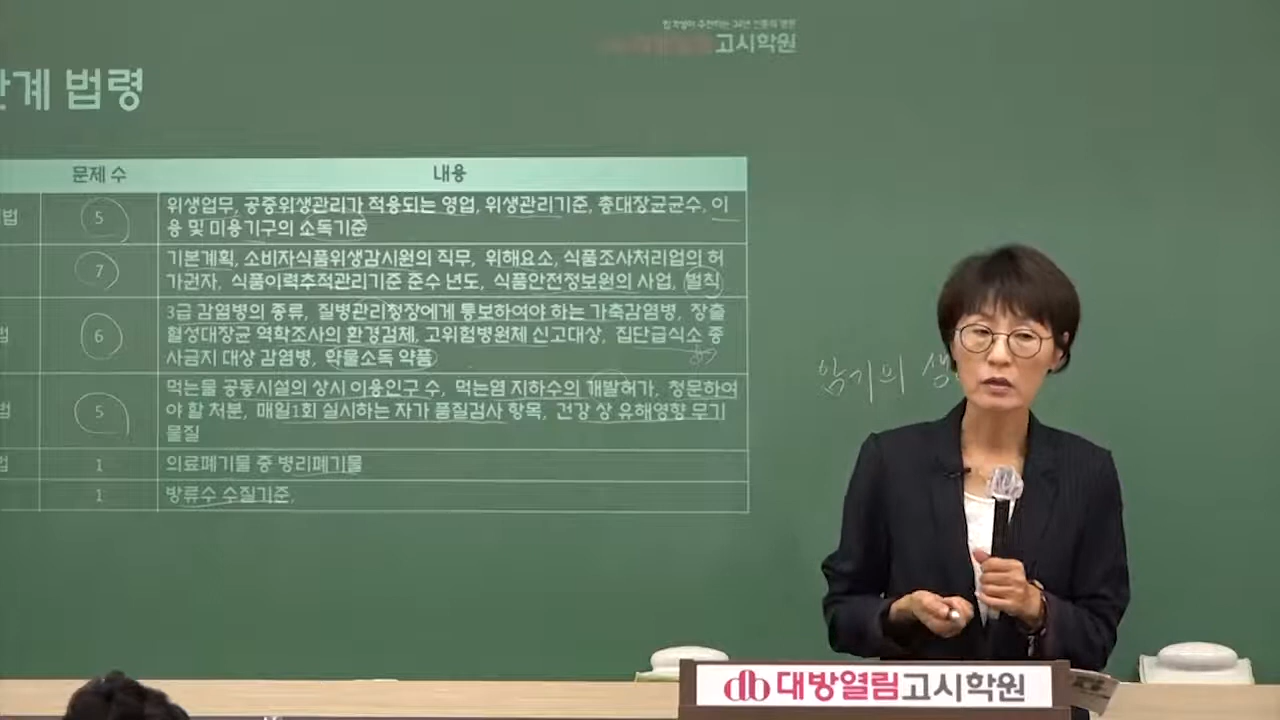 고시학원
관계 법령
문제 수 내용
법 5 위생업무, 공중위생관리가 적용되는 영업, 위생관리기준, 총대장균군수, 이
용 및 미용기구의 소독기준
7 기본계획, 소비자식품위생감시원의 직무, 위해요소, 식품조사처리업의 허
가권자, 식품이력추적관리기준 준수 년도, 식품안전정보원의 사업, 벌칙
법 6 3급 감염병의 종류, 질병관리청장에게 통보하여야 하는 가축감염병, 장출
혈성대장균 역학조사의 환경검체, 고위험병원체 신고대상, 집단급식소 종
사금지 대상 감염병, 약물소독 약품
법 5 먹는물 공동시설의 상시 이용인구 수, 먹는염 지하수의 개발허가, 청문하여
야 할 처분, 매일1회 실시하는 자가 품질검사 항목, 건강 상 유해영향 무기
물질
법 1 의료폐기물 중 병리폐기물
1 방류수 수질기준,
암기의 생
대방열림고시학원